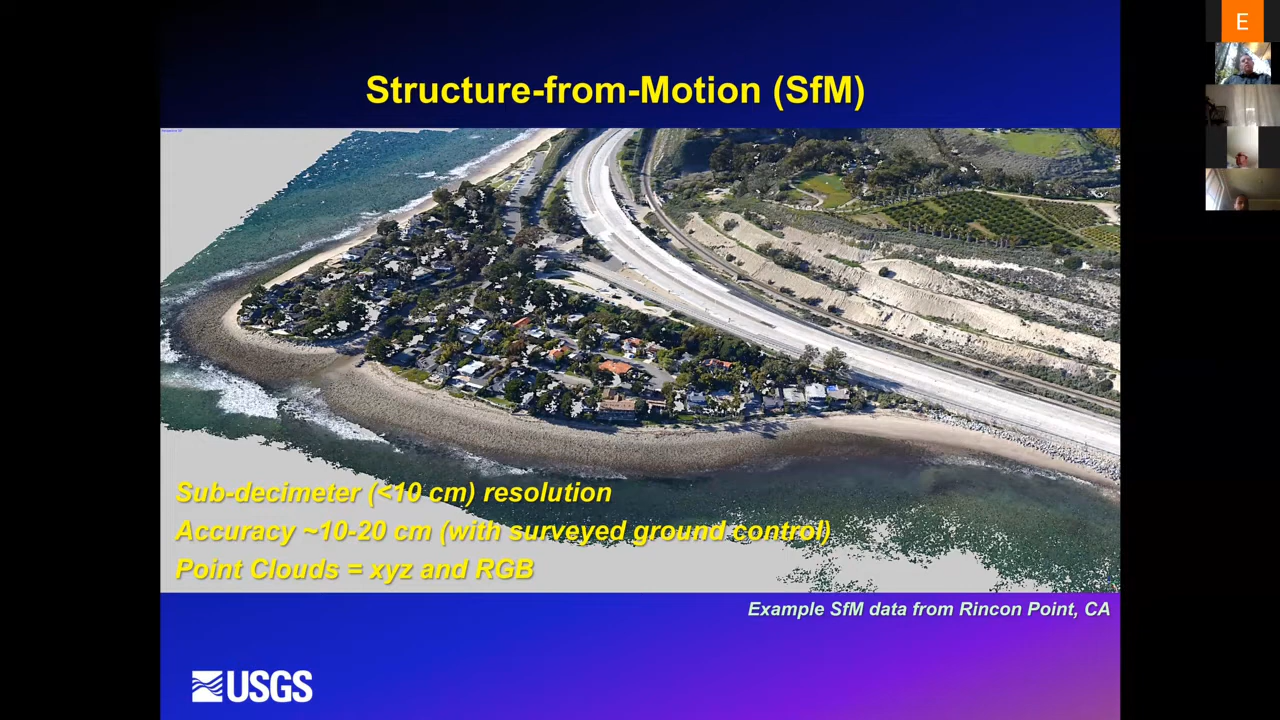 E
Structure-from-Motion (SfM)
Sub-decimeter (<10 cm) resolution
Accuracy ~10-20 cm (with surveyed ground control)
Point Clouds = xyz and RGB
Example SfM data from Rincon Point, CA
USGS